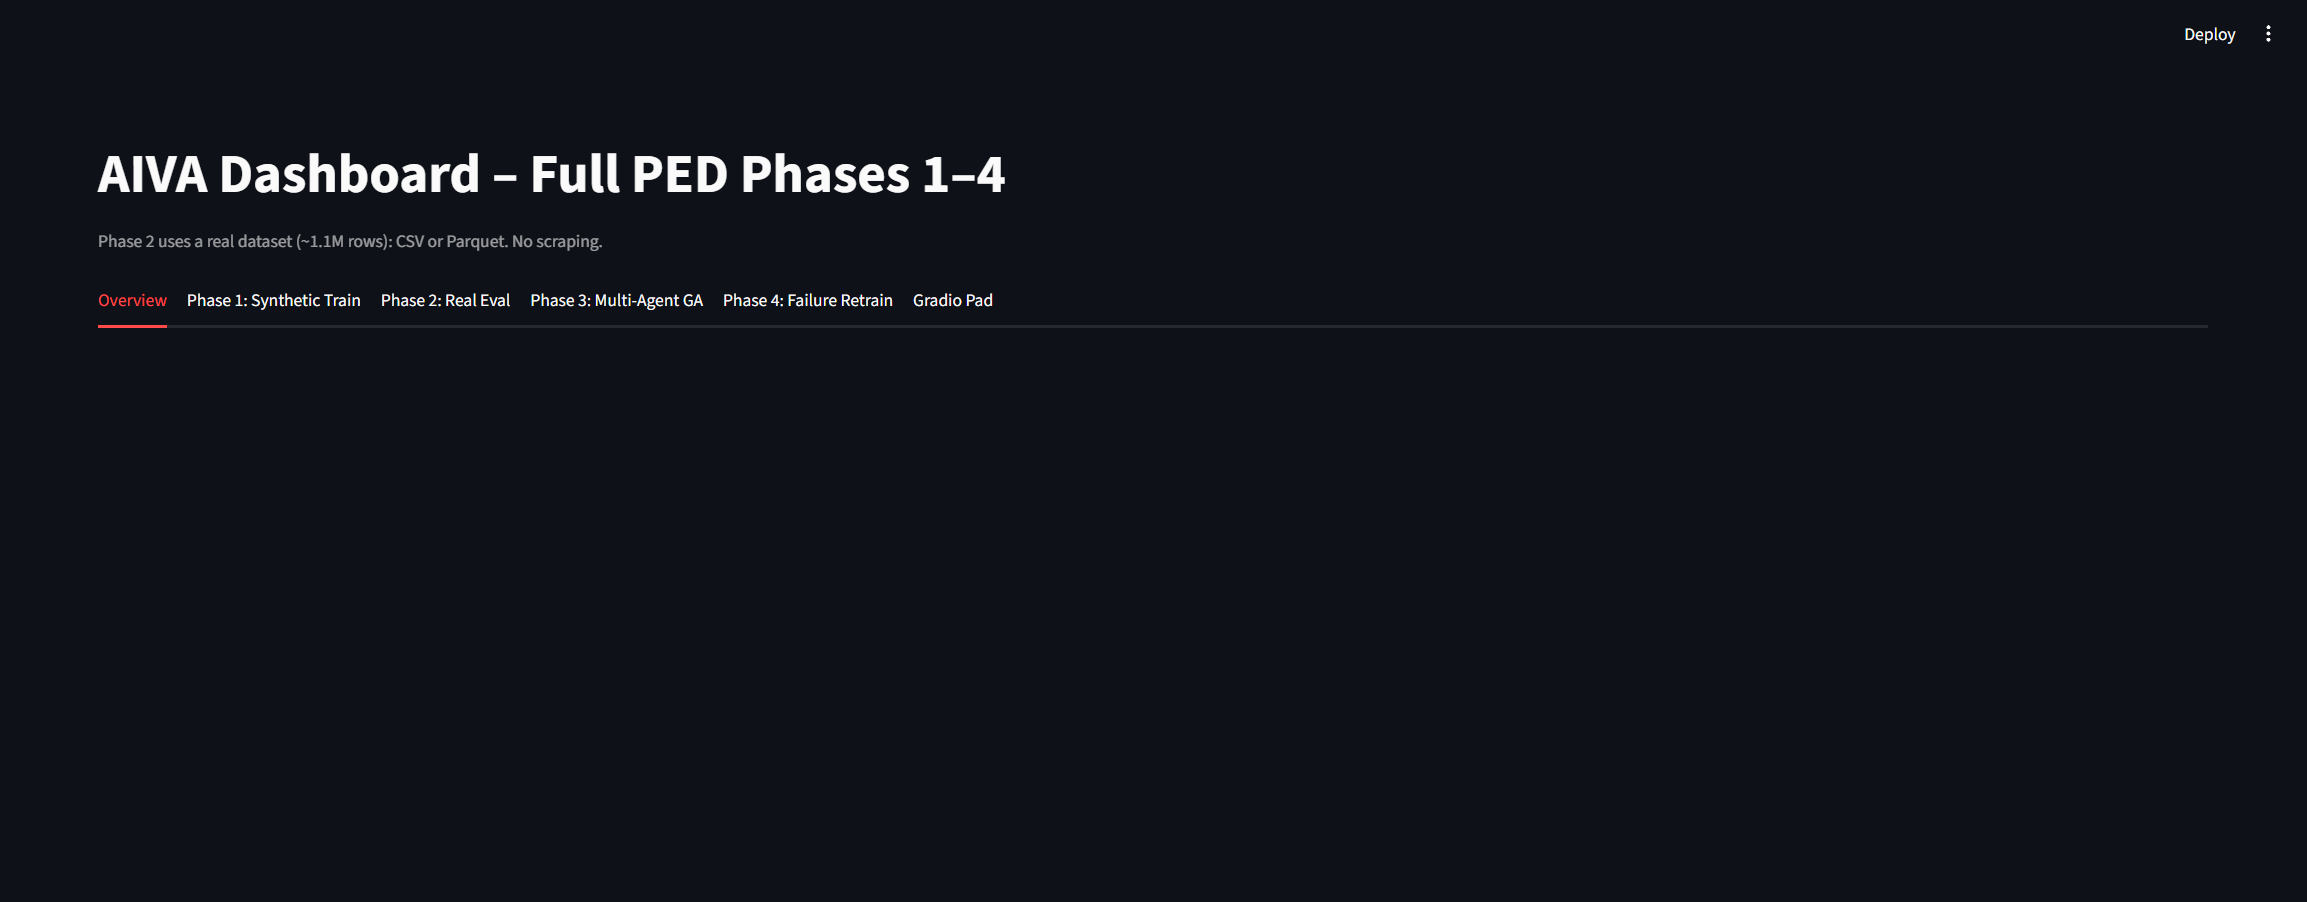 Deploy
AIVA Dashboard – Full PED Phases 1–4
Phase 2 uses a real dataset (~1.1M rows): CSV or Parquet. No scraping.
Overview Phase 1: Synthetic Train Phase 2: Real Eval Phase 3: Multi-Agent GA Phase 4: Failure Retrain Gradio Pad